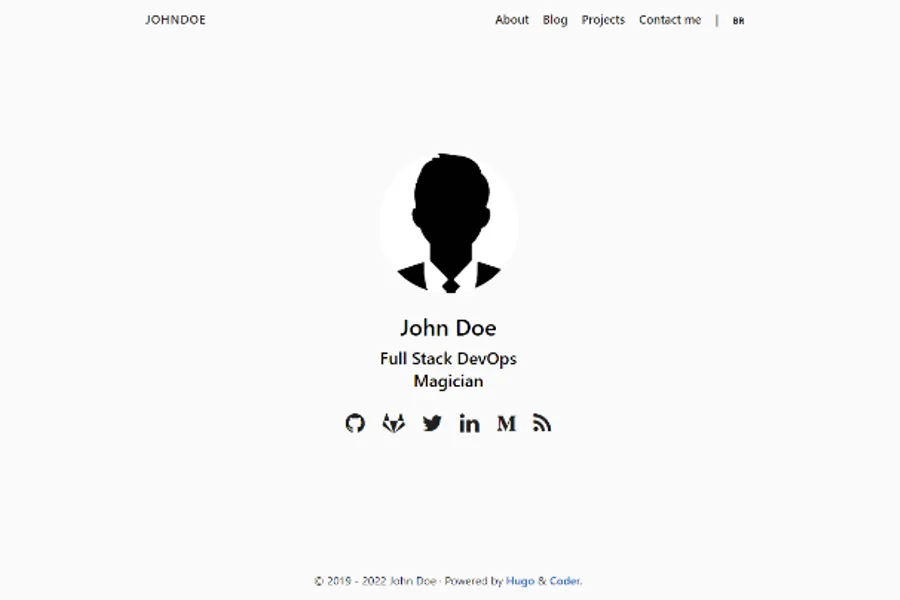 JOHNDOE
About Blog Projects Contact me | BR
John Doe
Full Stack DevOps
Magician
© 2019 - 2022 John Doe · Powered by Hugo & Coder.